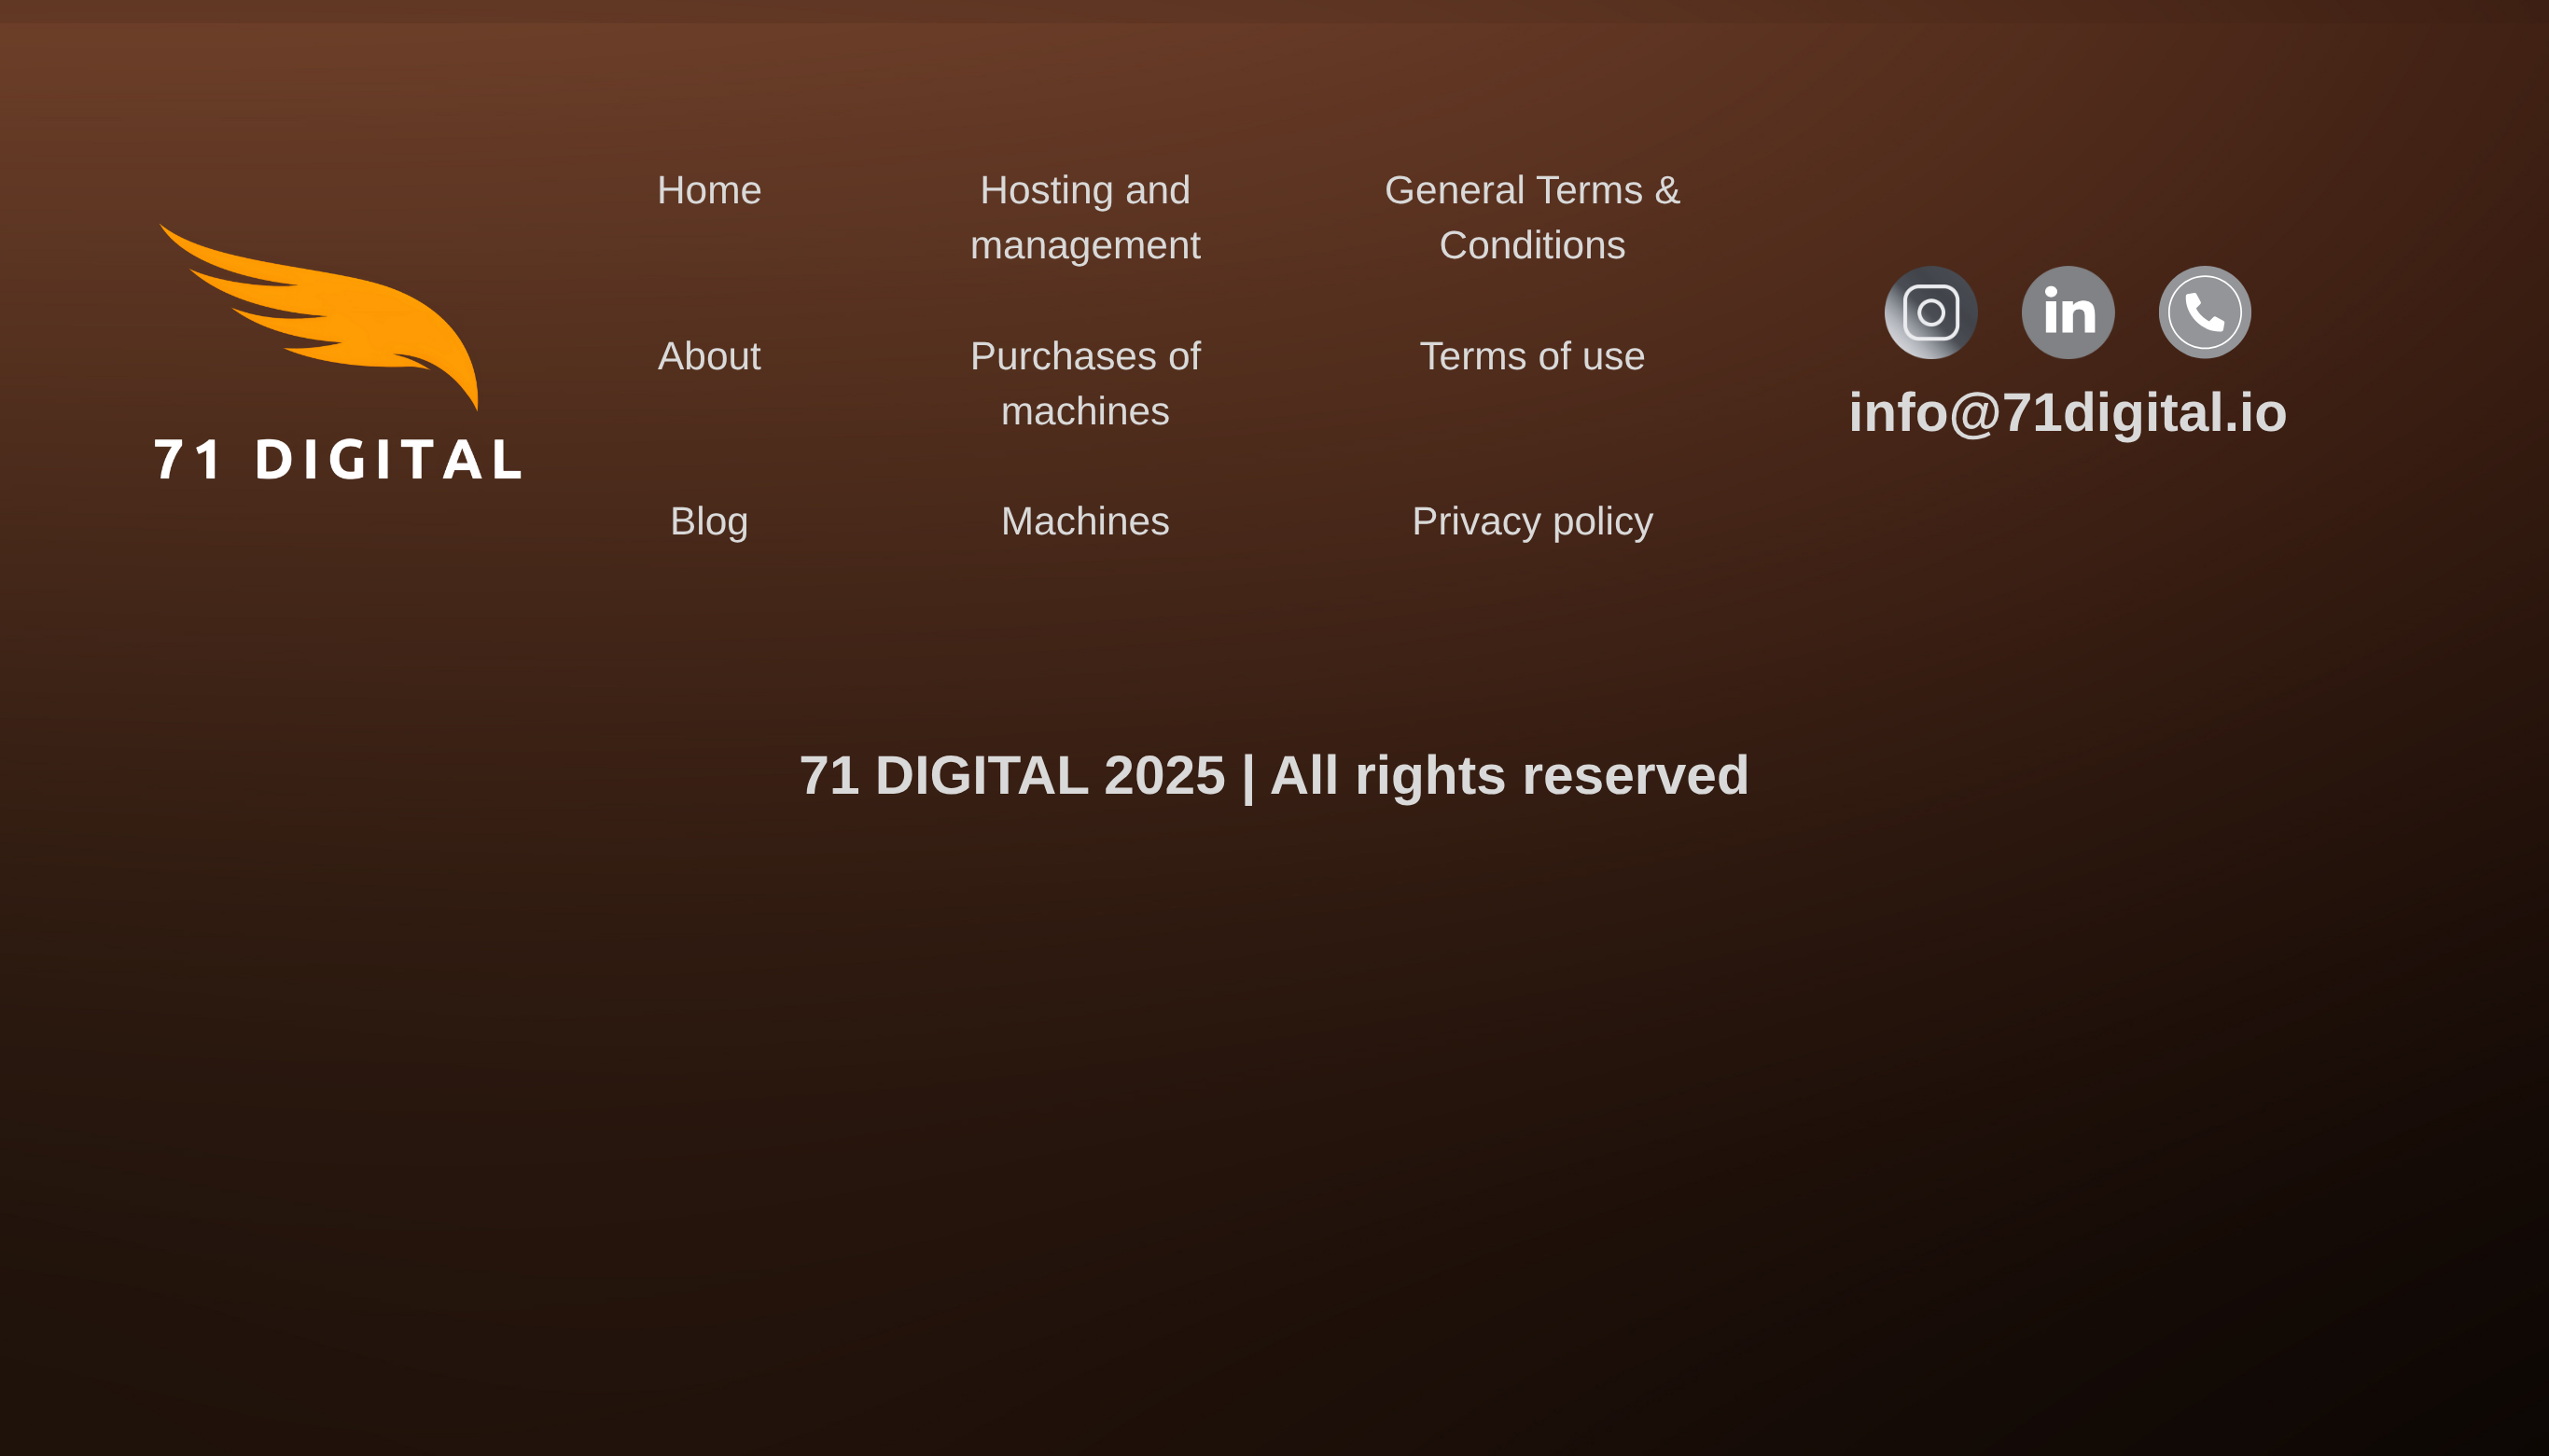 71 DIGITAL
Home
About
Blog
Hosting and
management
Purchases of
machines
Machines
General Terms &
Conditions
Terms of use
Privacy policy
in
info@71digital.io
71 DIGITAL 2025 | All rights reserved